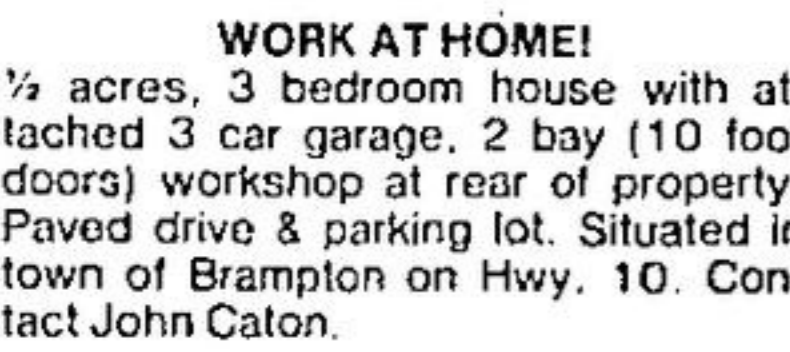 WORK AT HOME!
½ acres, 3 bedroom house with at
tached 3 car garage, 2 bay (10 foo
doors) workshop at rear of property
Paved drive & parking lot. Situated i
town of Brampton on Hwy. 10. Con
tact John Caton.